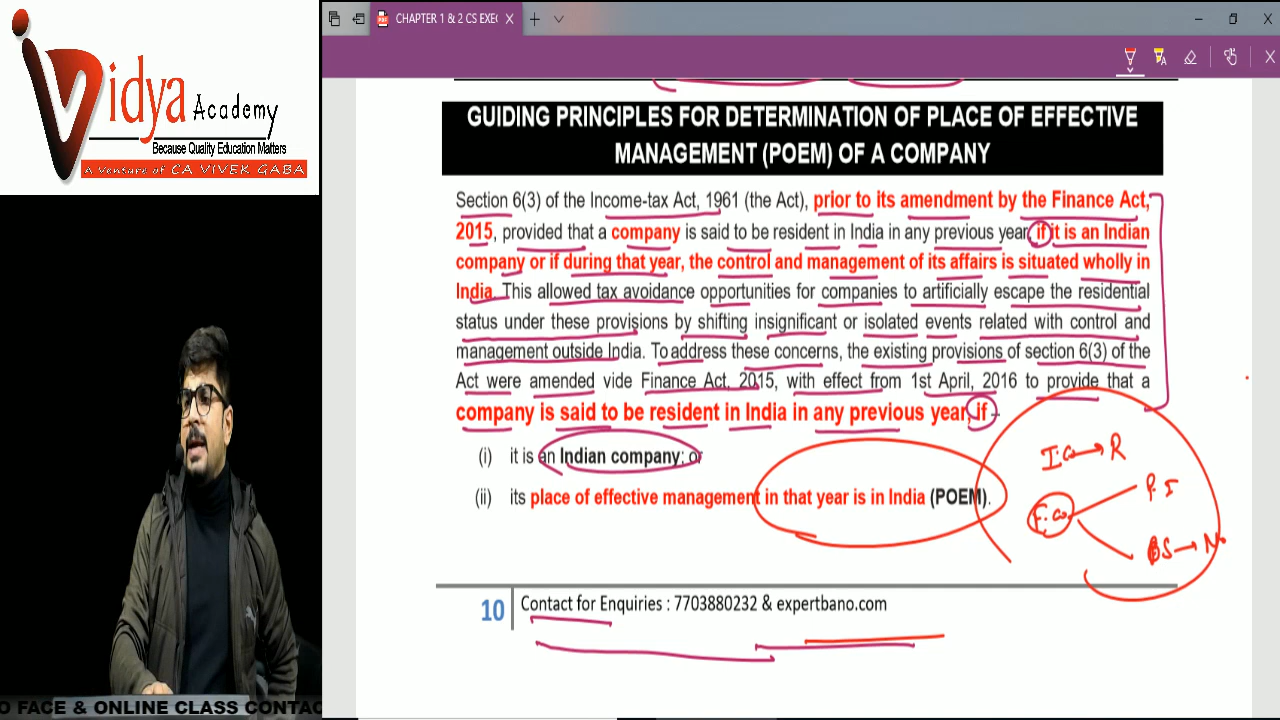 CHAPTER 1 & 2 CS EXEC
Vidya
Academy
Because Quality Education Matters
A Venture of CA VIVEK GABA
GUIDING PRINCIPLES FOR DETERMINATION OF PLACE OF EFFECTIVE
MANAGEMENT (POEM) OF A COMPANY
Section 6(3) of the Income-tax Act, 1961 (the Act), prior to its amendment by the Finance Act,
2015, provided that a company is said to be resident in India in any previous year, if it is an Indian
company or if during that year, the control and management of its affairs is situated wholly in
India. This allowed tax avoidance opportunities for companies to artificially escape the residential
status under these provisions by shifting insignificant or isolated events related with control and
management outside India. To address these concerns, the existing provisions of section 6(3) of the
Act were amended vide Finance Act, 2015, with effect from 1st April, 2016 to provide that a
company is said to be resident in India in any previous year, if -
(i) it is an Indian company; or
(ii) its place of effective management in that year is in India (POEM).
I.Co → R
F.Co
10 Contact for Enquiries : 7703880232 & expertbano.com
O FACE & ONLINE CLASS CONTAC